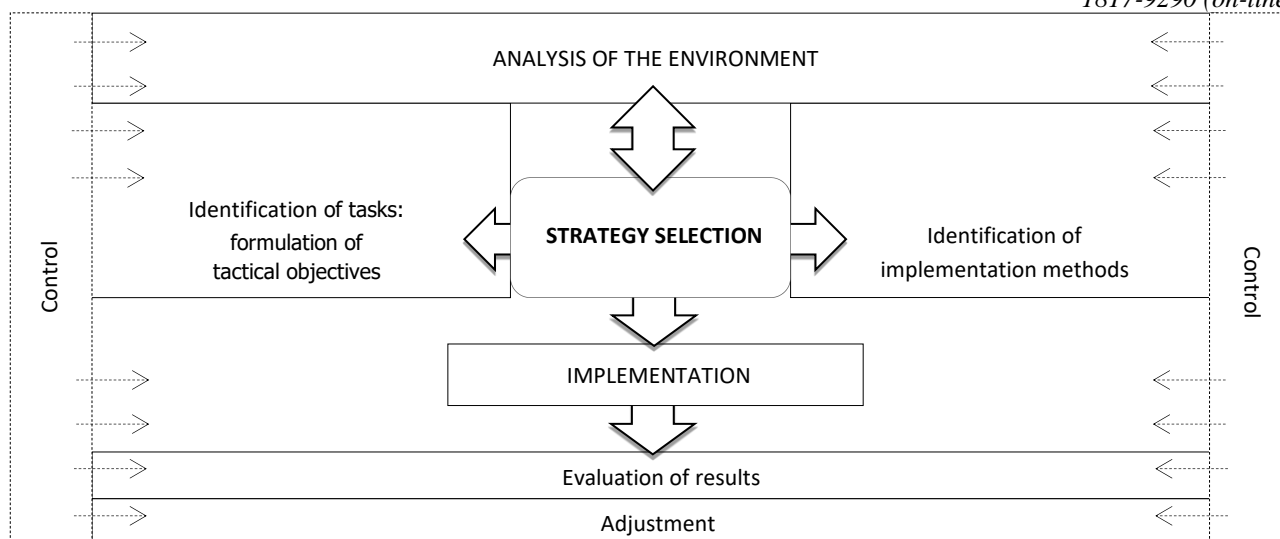 1817-9290 (on-line
ANALYSIS OF THE ENVIRONMENT
Identification of tasks:
formulation of
tactical objectives
STRATEGY SELECTION
Identification of
implementation methods
Control
Control
IMPLEMENTATION
Evaluation of results
Adjustment